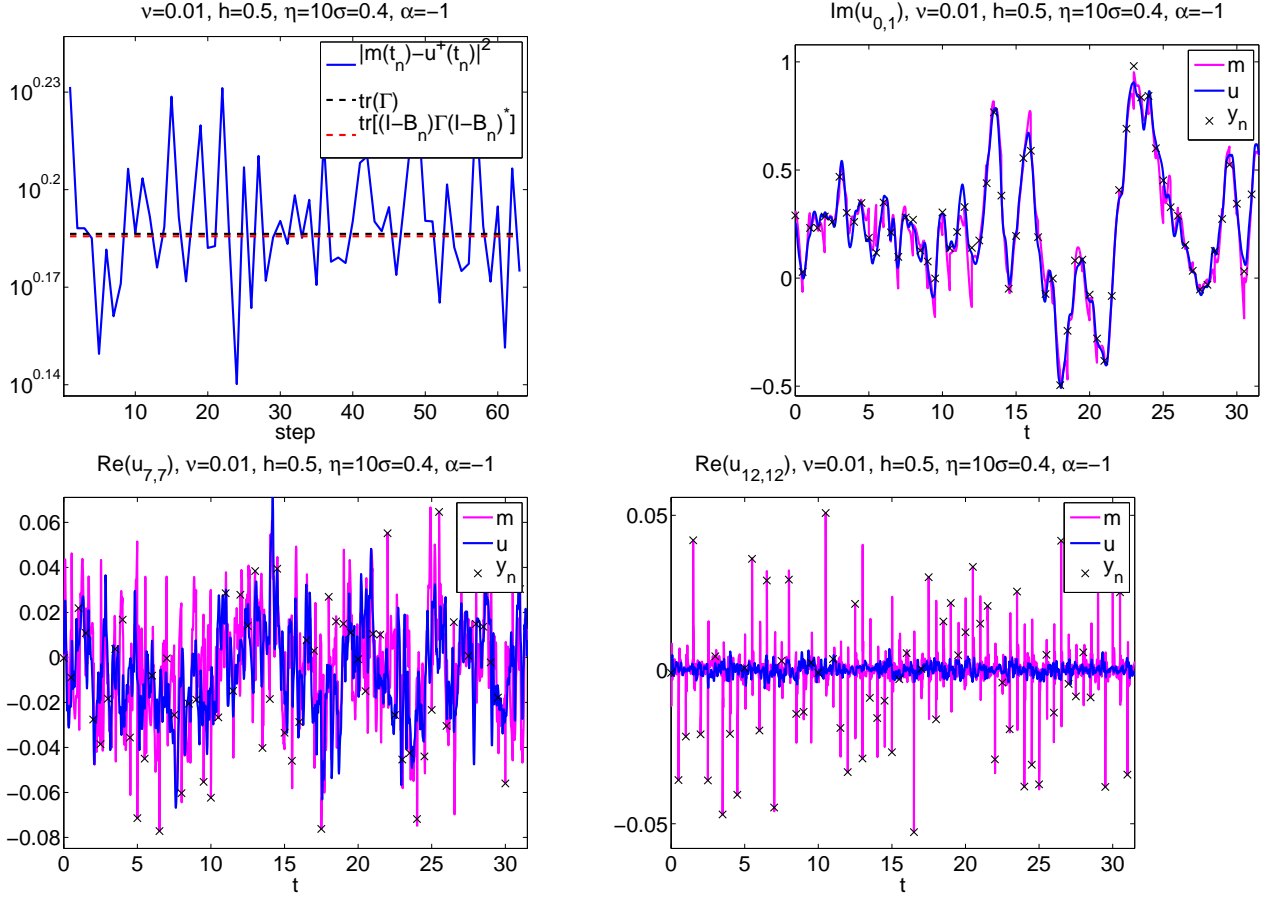 ν=0.01, h=0.5, η=10σ=0.4, α=−1
|m(t_n)−u^+(t_n)|^2
tr(Γ)
tr[(I−B_n)Γ(I−B_n)^*]
10^0.23
10^0.2
10^0.17
10^0.14
10 20 30 40 50 60
step
Im(u_0,1), ν=0.01, h=0.5, η=10σ=0.4, α=−1
m
u
y_n
1
0.5
0
−0.5
0 5 10 15 20 25 30
t
Re(u_7,7), ν=0.01, h=0.5, η=10σ=0.4, α=−1
m
u
y_n
0.06
0.04
0.02
0
−0.02
−0.04
−0.06
−0.08
0 5 10 15 20 25 30
t
Re(u_12,12), ν=0.01, h=0.5, η=10σ=0.4, α=−1
m
u
y_n
0.05
0
−0.05
0 5 10 15 20 25 30
t